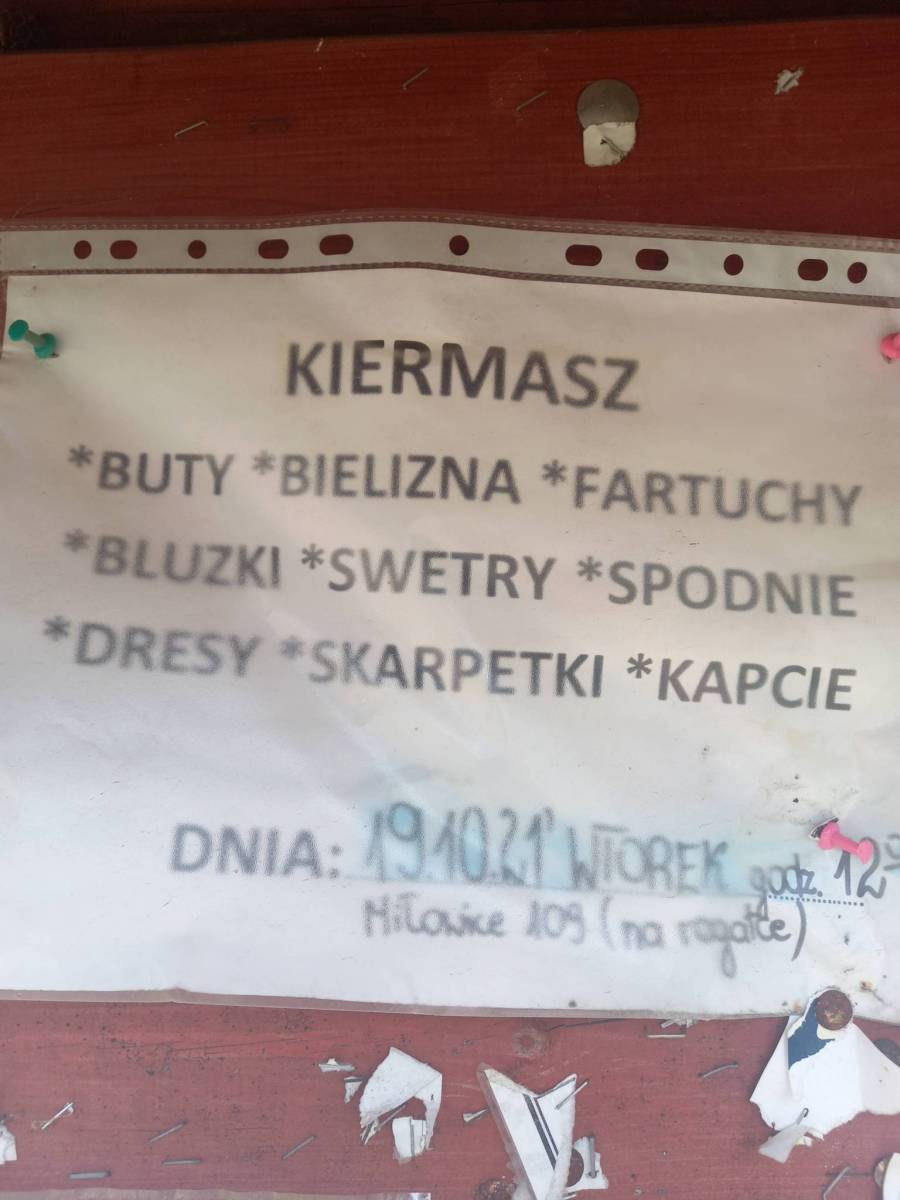 KIERMASZ
*BUTY *BIELIZNA *FARTUCHY
*BLUZKI *SWETRY *SPODNIE
*DRESY *SKARPETKI *KAPCIE
DNIA: 19.10.21' WTOREK godz. 12
Miłowice 109 (na rogatce)